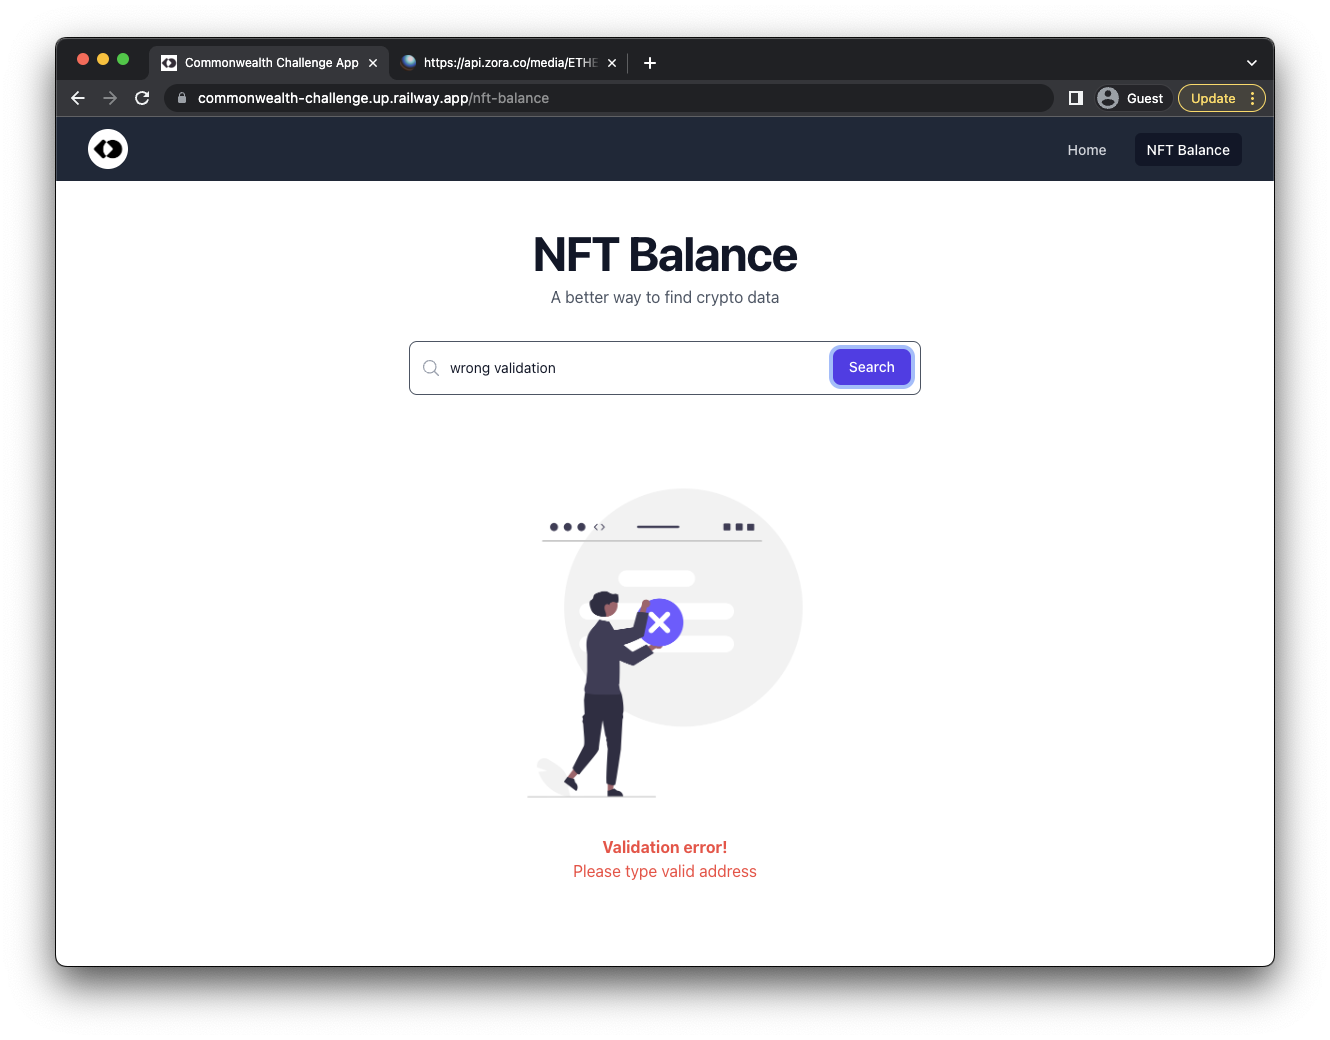 Commonwealth Challenge App
https://api.zora.co/media/ETHE
commonwealth-challenge.up.railway.app/nft-balance
Guest
Update
Home
NFT Balance
NFT Balance
A better way to find crypto data
wrong validation
Search
Validation error!
Please type valid address